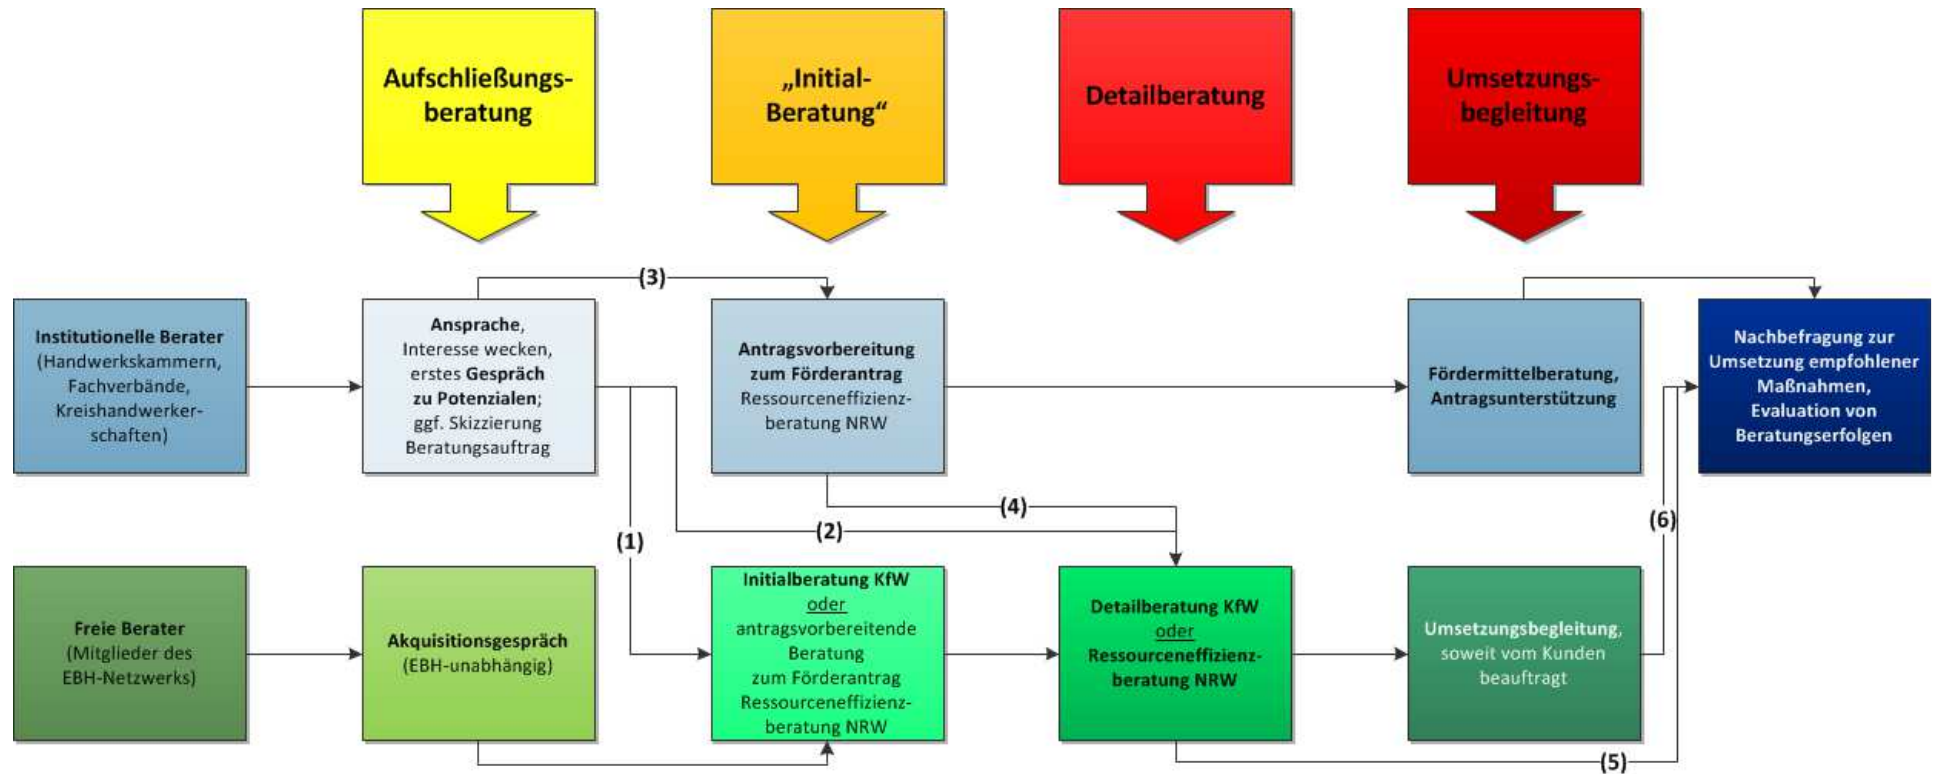 Aufschließungs-
beratung
„Initial-
Beratung“
Detailberatung
Umsetzungs-
begleitung
(3)
Institutionelle Berater
(Handwerkskammern,
Fachverbände,
Kreishandwerker-
schaften)
Ansprache,
Interesse wecken,
erstes Gespräch
zu Potenzialen;
ggf. Skizzierung
Beratungsauftrag
Antragsvorbereitung
zum Förderantrag
Ressourceneffizienz-
beratung NRW
Fördermittelberatung,
Antragsunterstützung
Nachbefragung zur
Umsetzung empfohlener
Maßnahmen,
Evaluation von
Beratungserfolgen
(4)
(2)
(1)
(6)
Freie Berater
(Mitglieder des
EBH-Netzwerks)
Akquisitionsgespräch
(EBH-unabhängig)
Initialberatung KfW
oder
antragsvorbereitende
Beratung
zum Förderantrag
Ressourceneffizienz-
beratung NRW
Detailberatung KfW
oder
Ressourceneffizienz-
beratung NRW
Umsetzungsbegleitung,
soweit vom Kunden
beauftragt
(5)